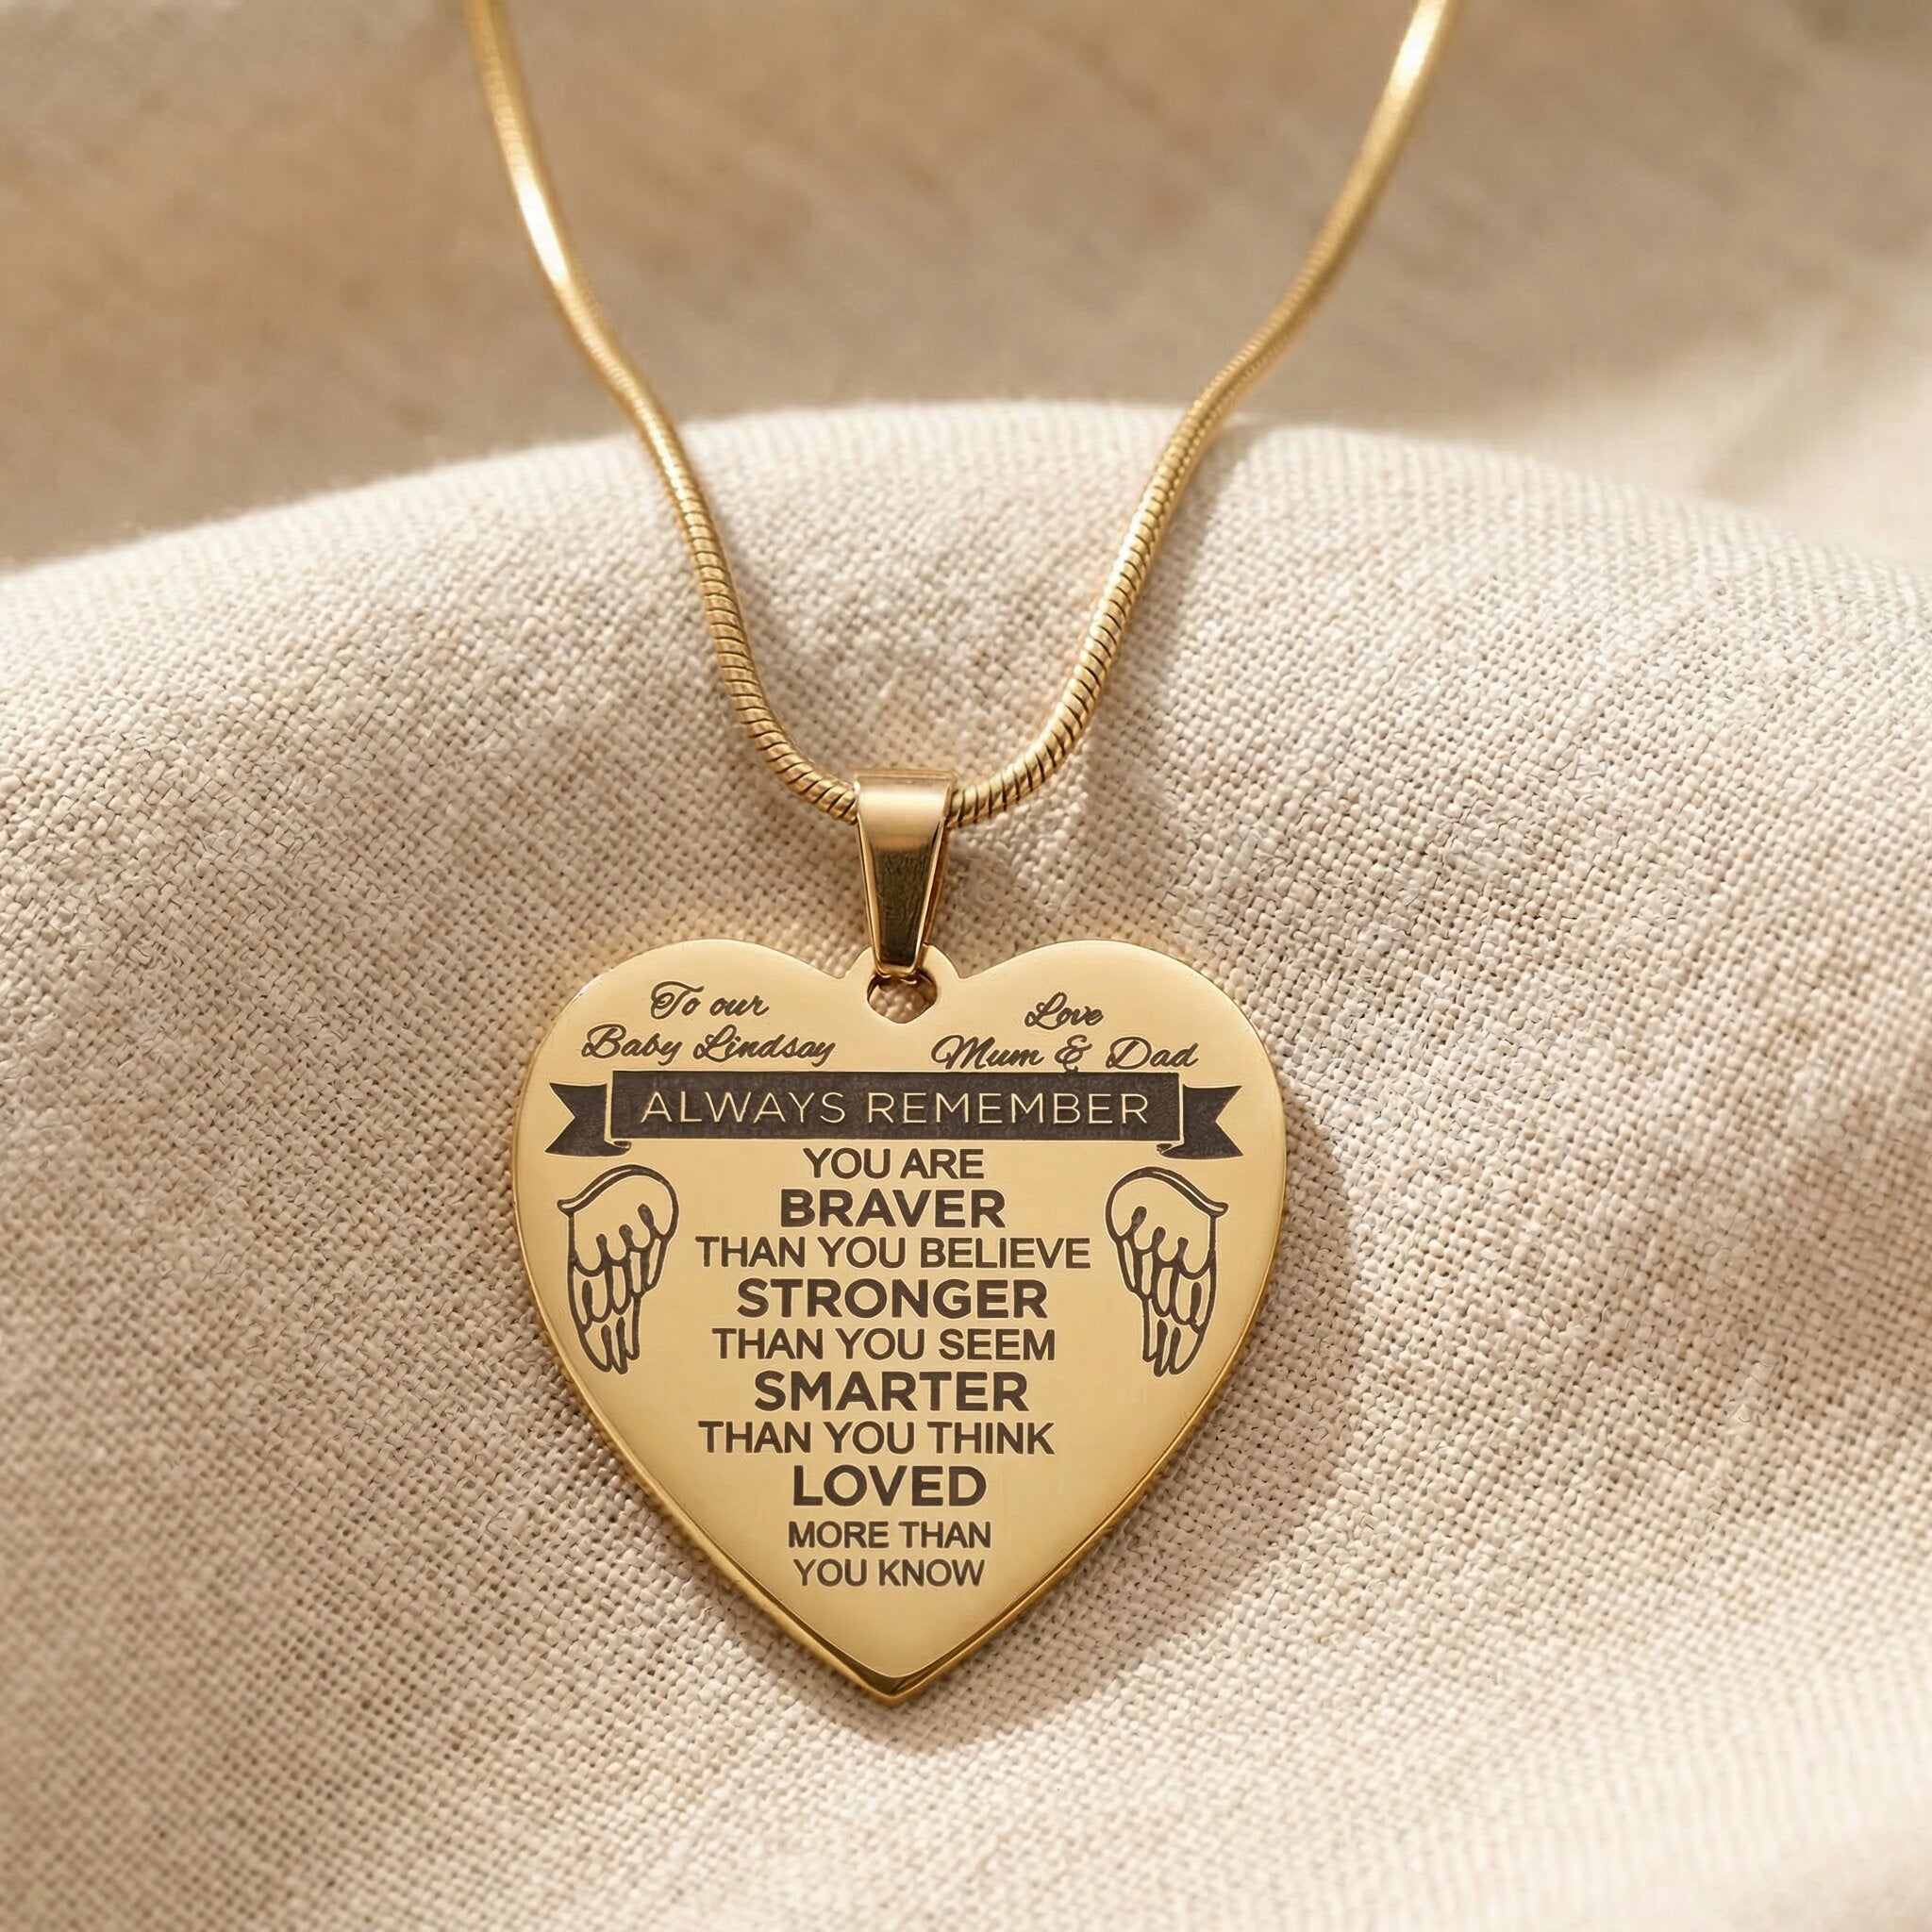 To our
Baby Lindsay
Love
Mum & Dad
ALWAYS REMEMBER
YOU ARE
BRAVER
THAN YOU BELIEVE
STRONGER
THAN YOU SEEM
SMARTER
THAN YOU THINK
LOVED
MORE THAN
YOU KNOW